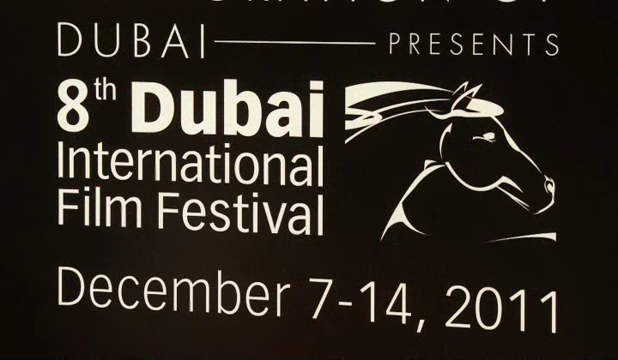 DUBAI PRESENTS
8th Dubai
International
Film Festival
December 7-14, 2011